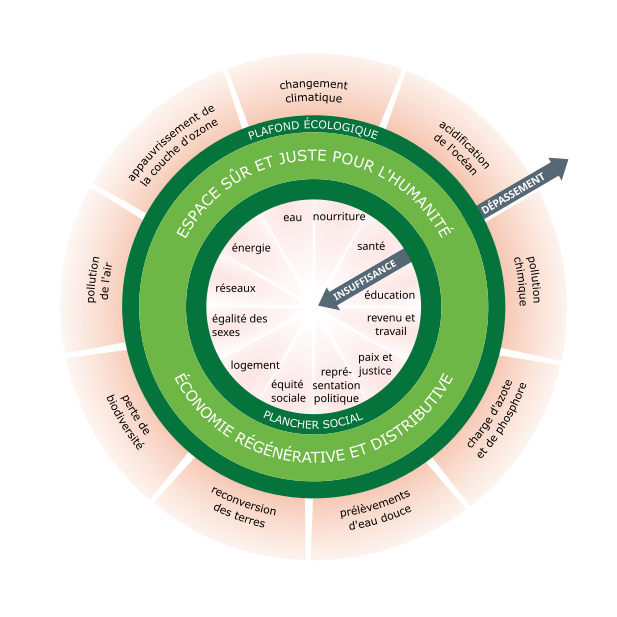 changement
climatique
acidification
de l'océan
DÉPASSEMENT
pollution
chimique
charge d'azote
et de phosphore
prélèvements
d'eau douce
reconversion
des terres
perte de
biodiversité
pollution
de l'air
appauvrissement de
la couche d'ozone
PLAFOND ÉCOLOGIQUE
ESPACE SÛR ET JUSTE POUR L'HUMANITÉ
eau
nourriture
santé
INSUFFISANCE
éducation
revenu et
travail
paix et
justice
repré-
sentation
politique
équité
sociale
logement
égalité des
sexes
réseaux
énergie
PLANCHER SOCIAL
ÉCONOMIE RÉGÉNÉRATIVE ET DISTRIBUTIVE